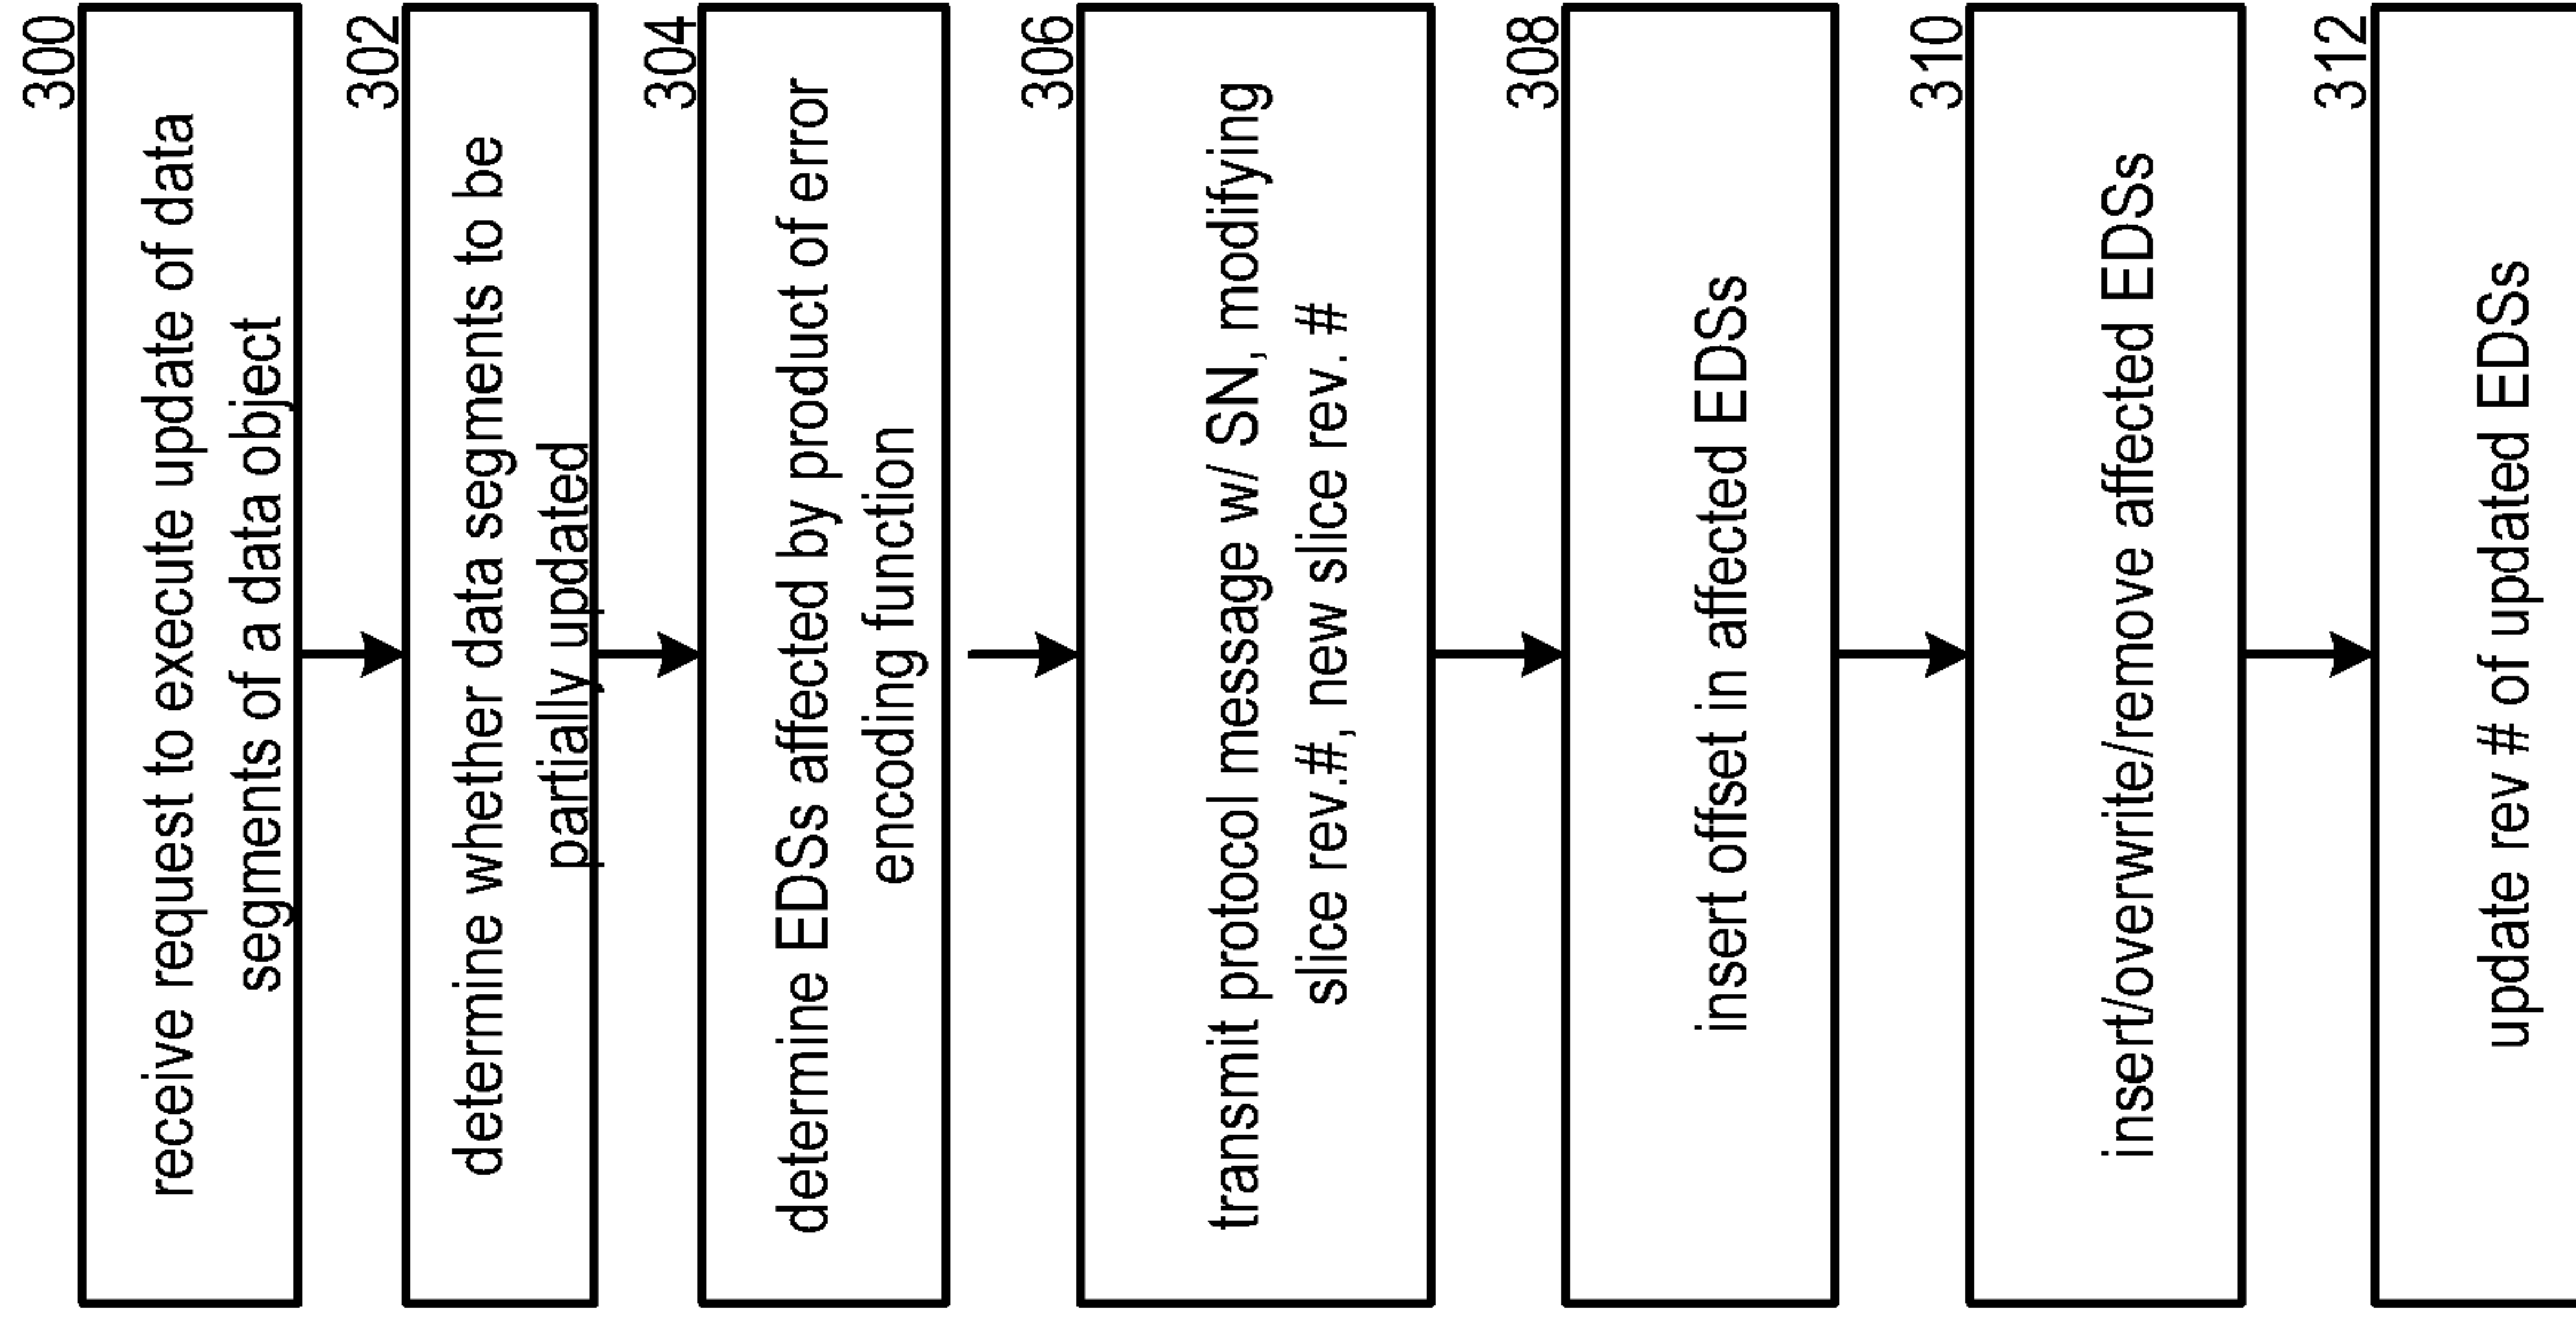 300
receive request to execute update of data
segments of a data object
302
determine whether data segments to be
partially updated
304
determine EDSs affected by product of error
encoding function
306
transmit protocol message w/ SN, modifying
slice rev.#, new slice rev. #
308
insert offset in affected EDSs
310
insert/overwrite/remove affected EDSs
312
update rev # of updated EDSs